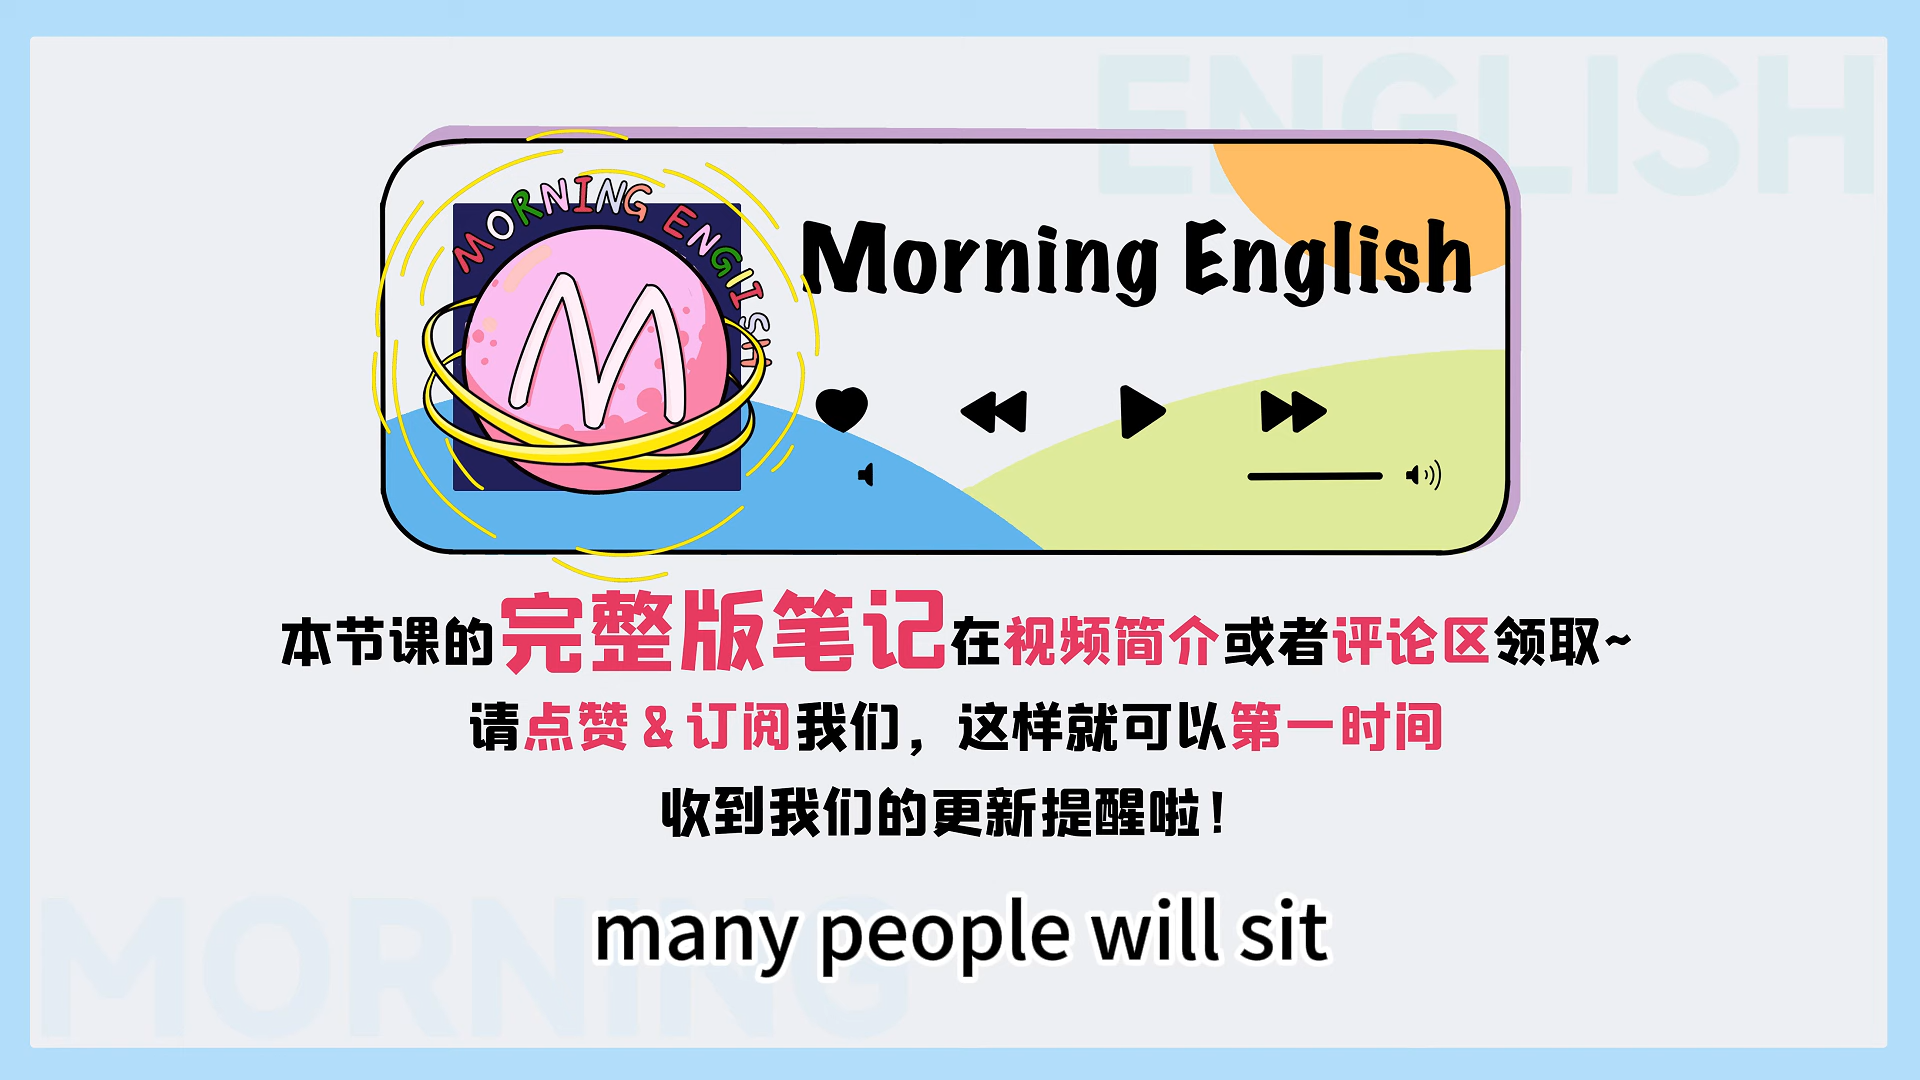 ENGLISH
MORNING ENGLISH
M
Morning English
本节课的完整版笔记在视频简介或者评论区领取~
请点赞&订阅我们，这样就可以第一时间
收到我们的更新提醒啦！
many people will sit
MORNING